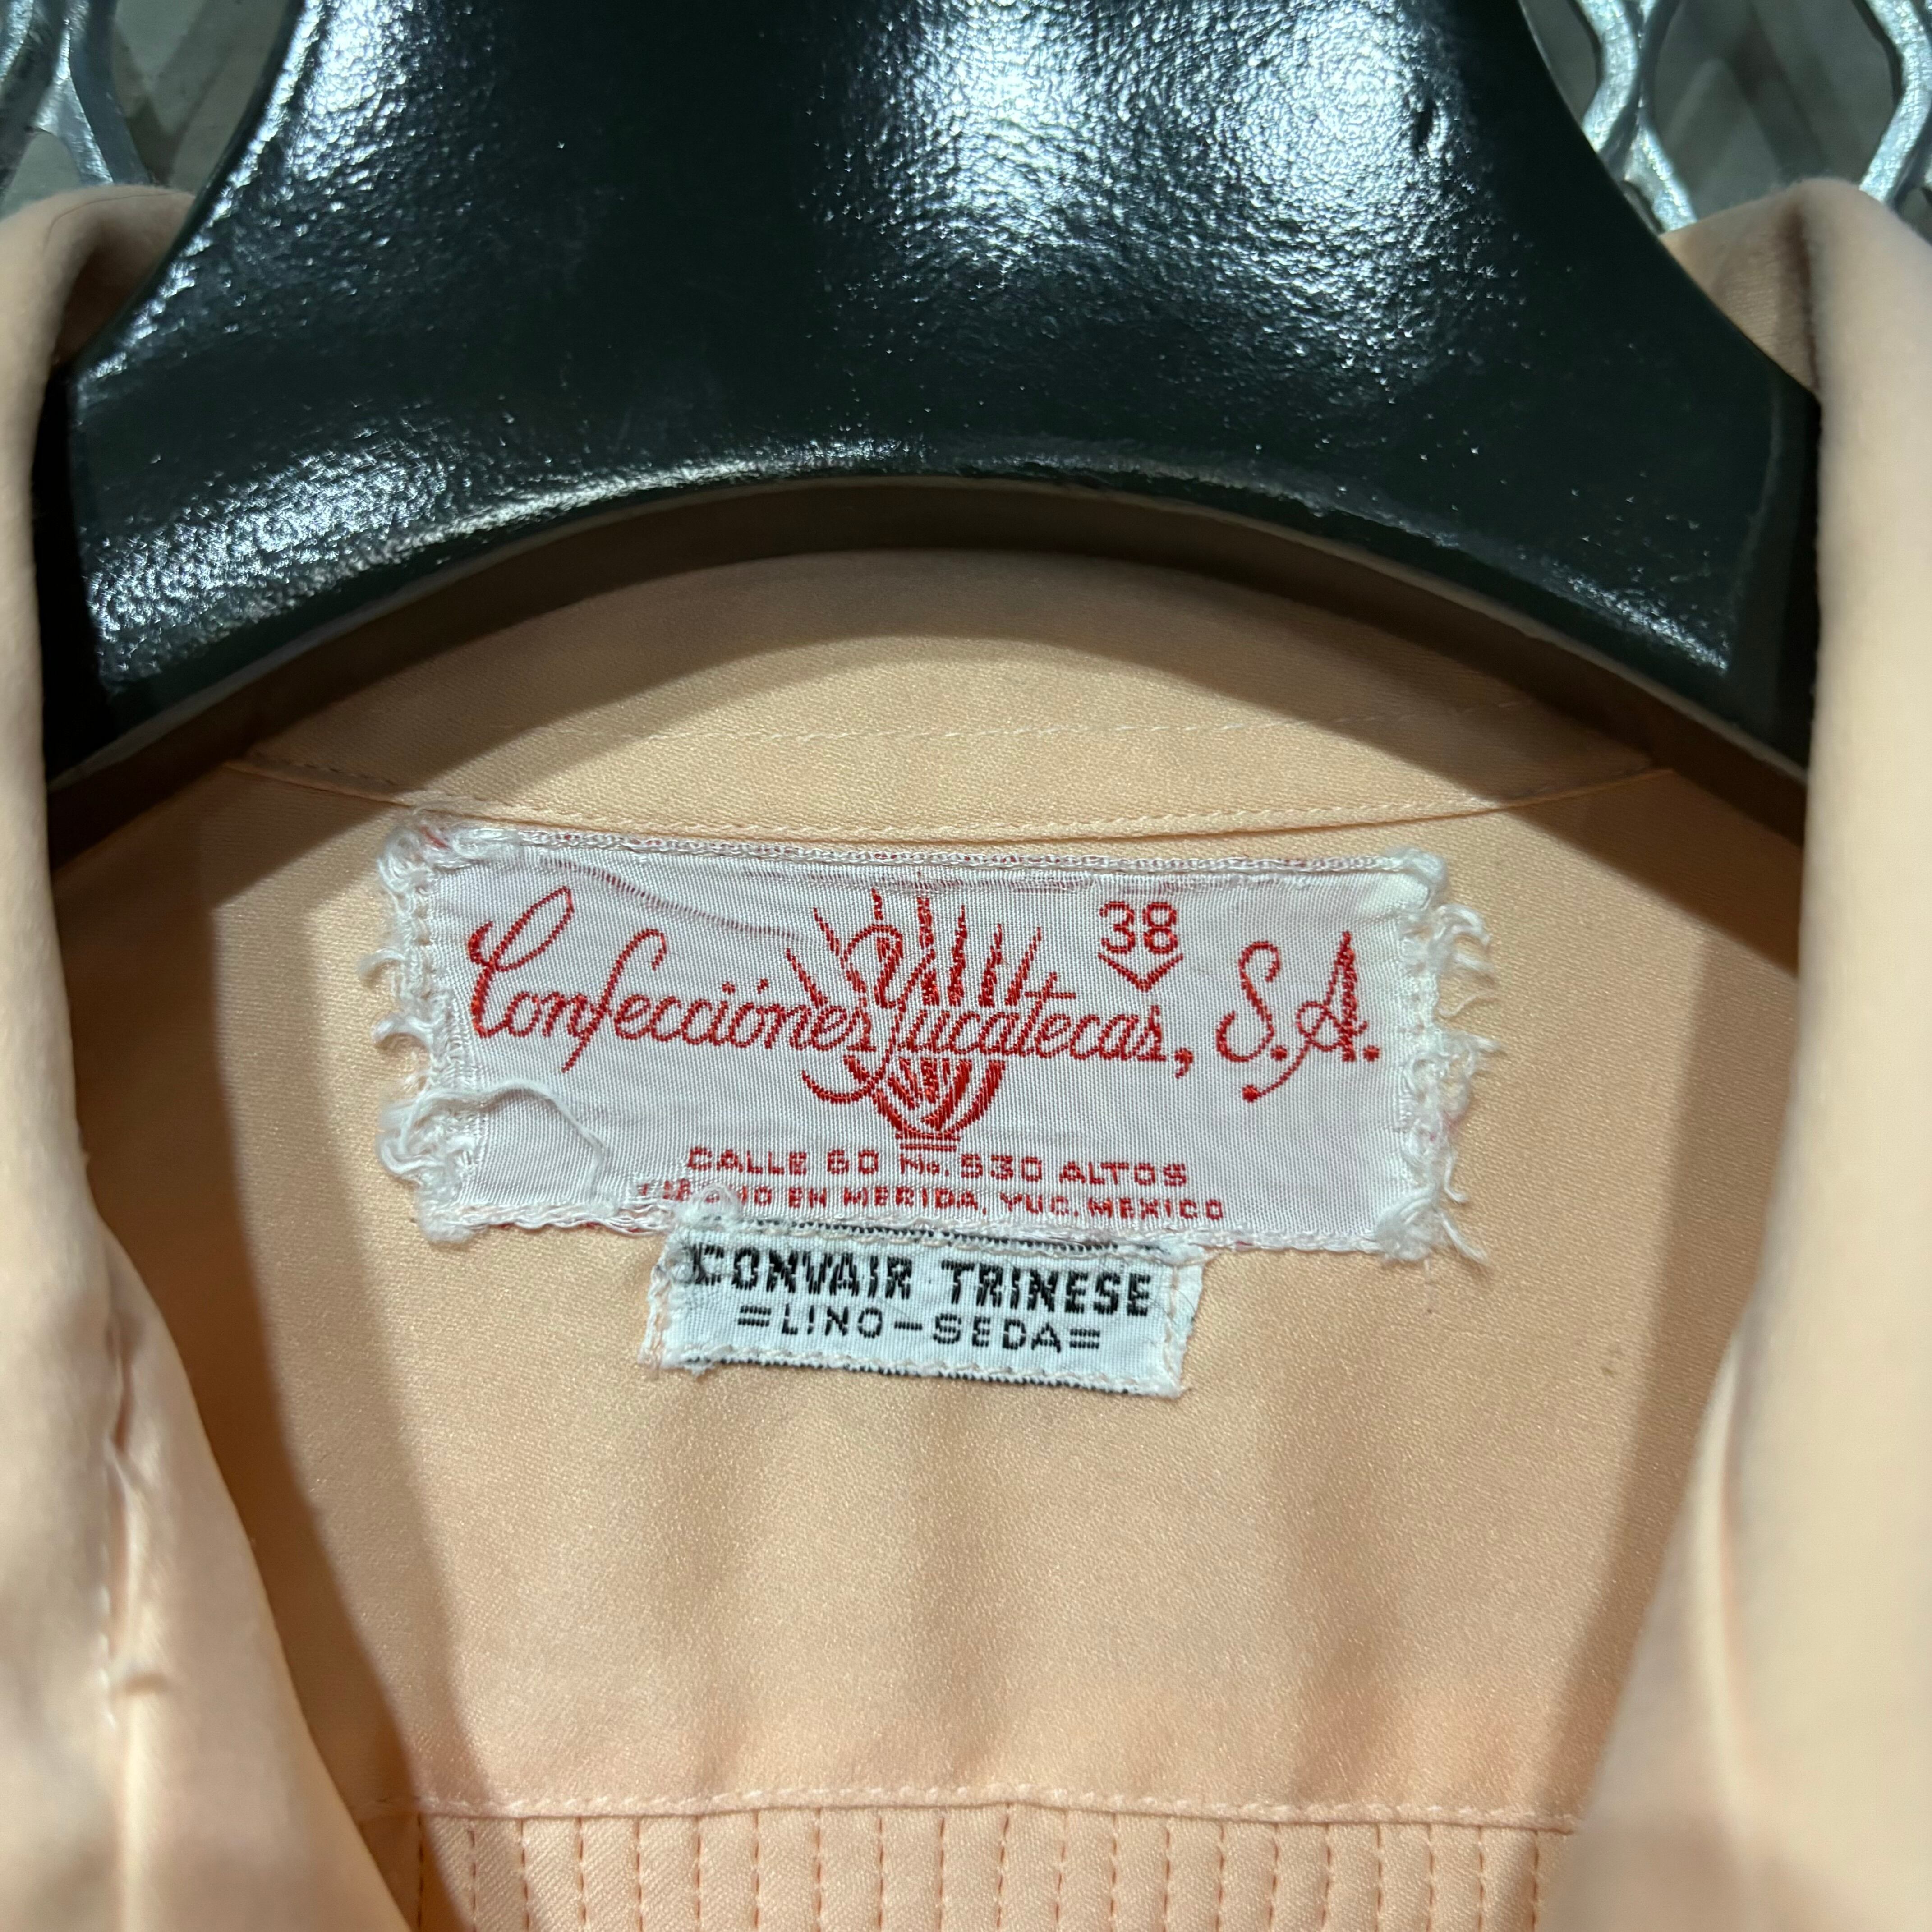 38
Confecciónes Yucatecas, S.A.
CALLE 60 No. 530 ALTOS
EN MERIDA, YUC. MEXICO
CONVAIR TRINESE
=LINO-SEDA=